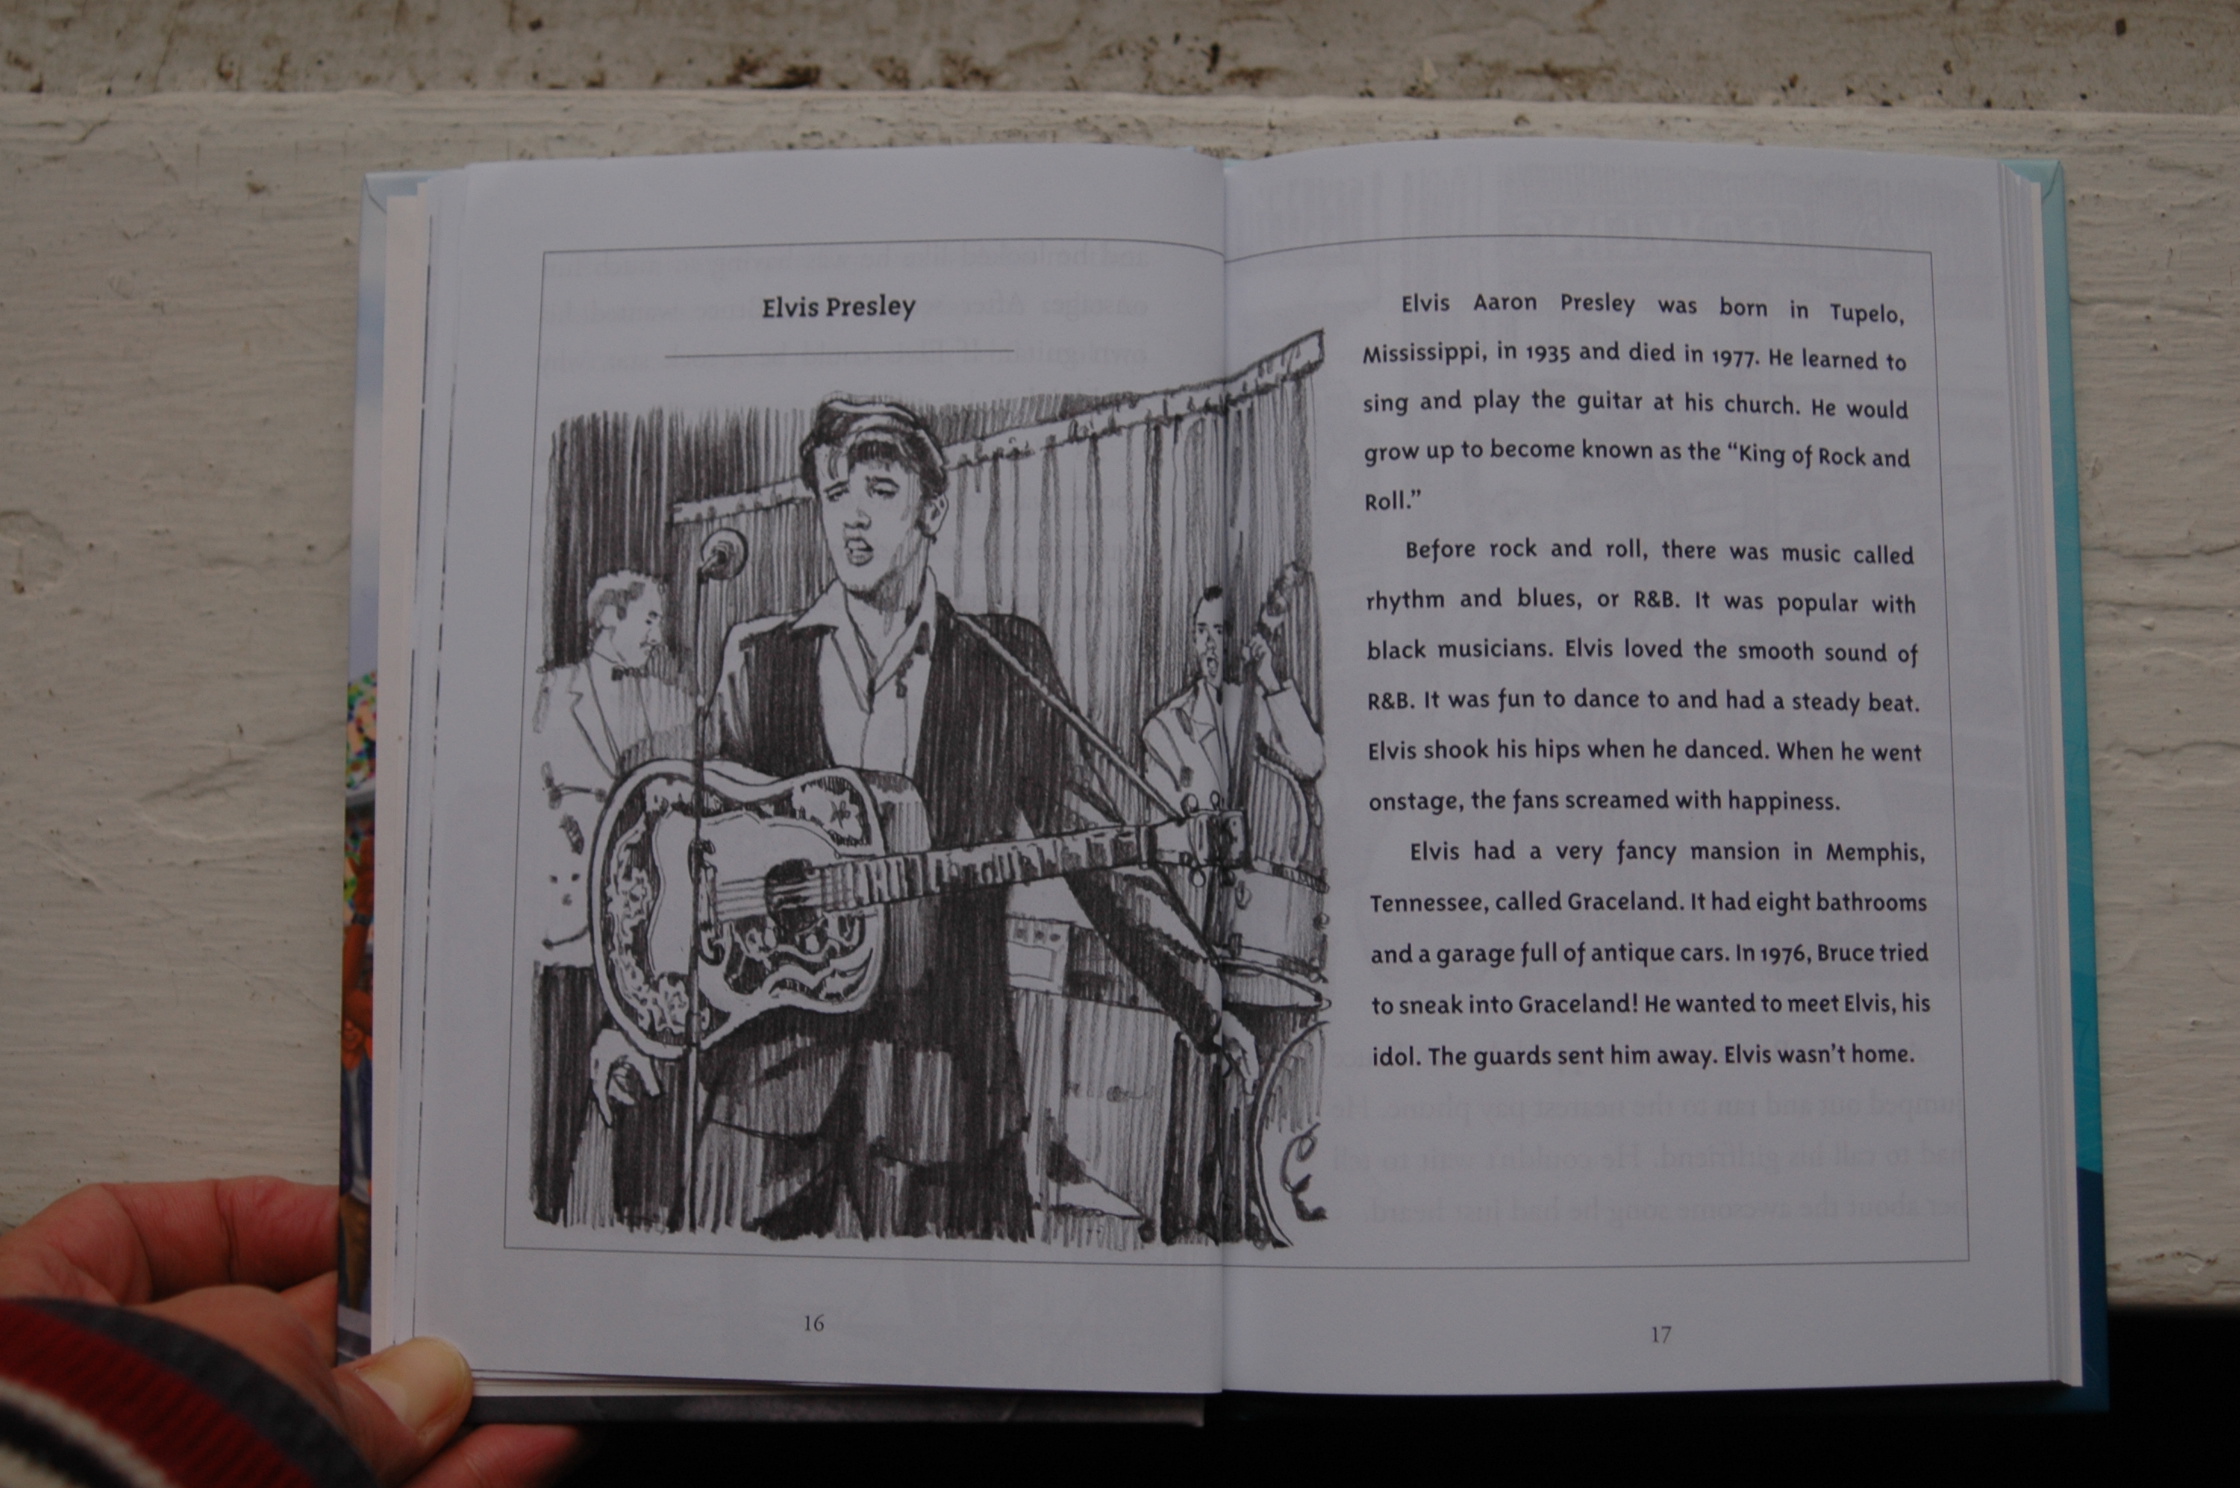 Elvis Presley
Elvis Aaron Presley was born in Tupelo,
Mississippi, in 1935 and died in 1977. He learned to
sing and play the guitar at his church. He would
grow up to become known as the “King of Rock and
Roll.”
Before rock and roll, there was music called
rhythm and blues, or R&B. It was popular with
black musicians. Elvis loved the smooth sound of
R&B. It was fun to dance to and had a steady beat.
Elvis shook his hips when he danced. When he went
onstage, the fans screamed with happiness.
Elvis had a very fancy mansion in Memphis,
Tennessee, called Graceland. It had eight bathrooms
and a garage full of antique cars. In 1976, Bruce tried
to sneak into Graceland! He wanted to meet Elvis, his
idol. The guards sent him away. Elvis wasn’t home.
16
17